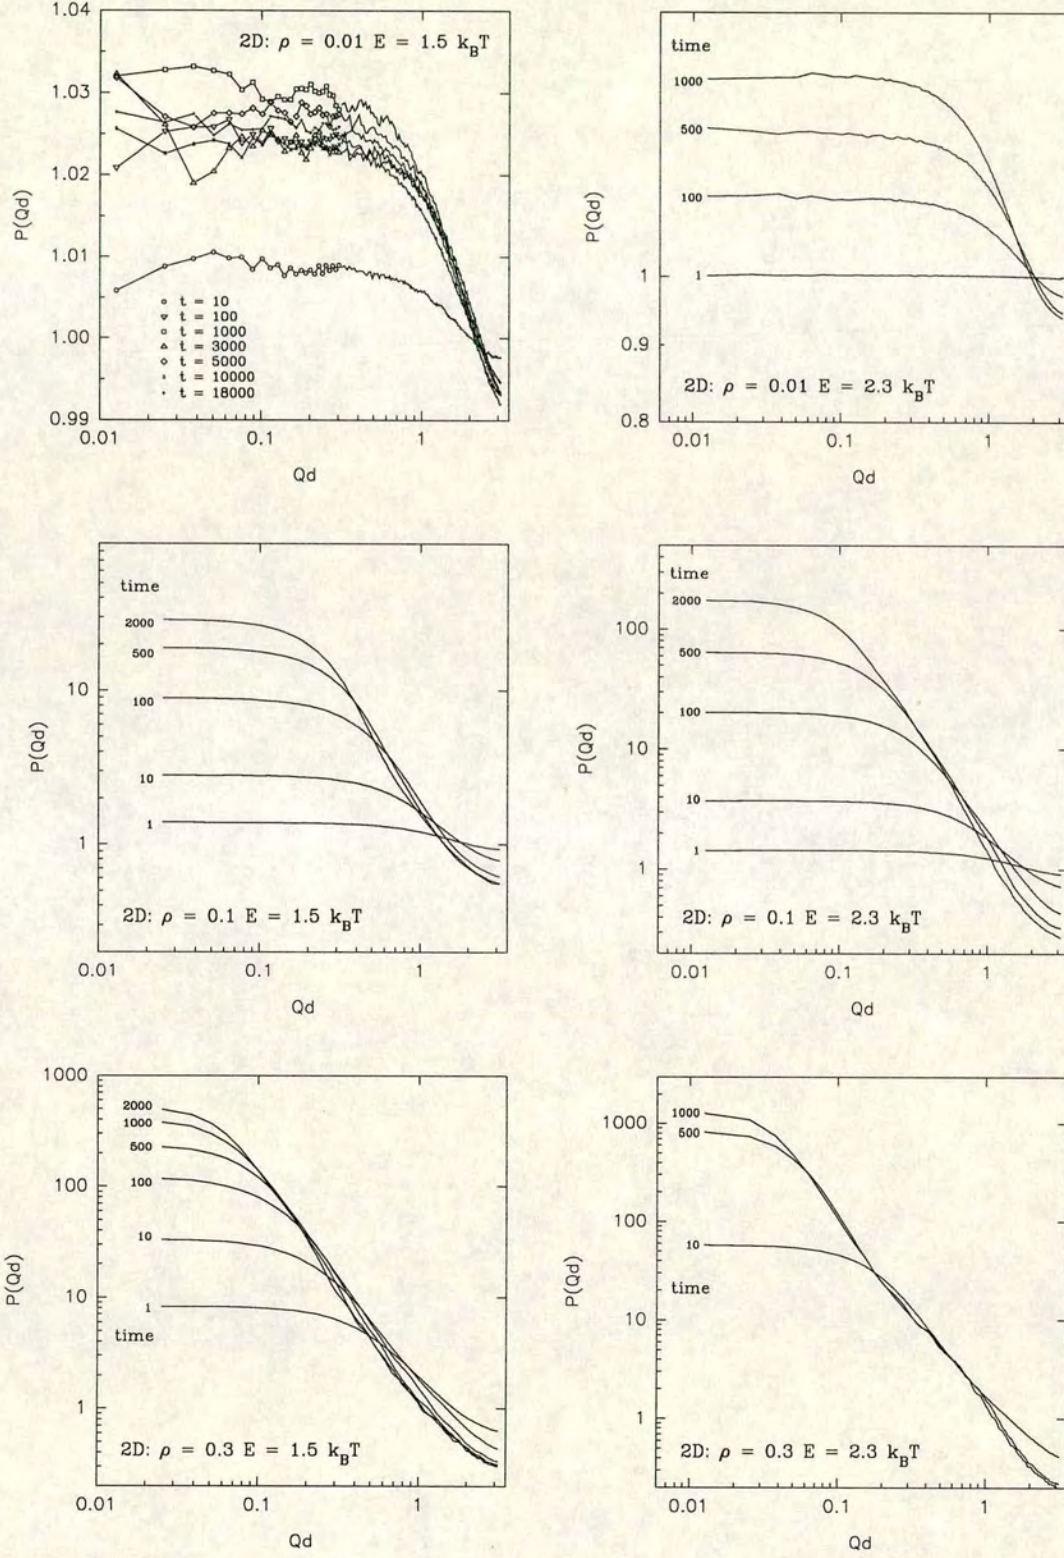 1.04
1.03
1.02
1.01
1.00
0.99
P(Qd)
2D: ρ = 0.01 E = 1.5 k_BT
t = 10
t = 100
t = 1000
t = 3000
t = 5000
t = 10000
t = 18000
0.01
0.1
1
Qd
P(Qd)
time
1000
500
100
1
1
0.9
0.8
2D: ρ = 0.01 E = 2.3 k_BT
0.01
0.1
1
Qd
P(Qd)
10
1
time
2000
500
100
10
1
2D: ρ = 0.1 E = 1.5 k_BT
0.01
0.1
1
Qd
P(Qd)
100
10
1
time
2000
500
100
10
1
2D: ρ = 0.1 E = 2.3 k_BT
0.01
0.1
1
Qd
P(Qd)
1000
100
10
1
2000
1000
500
100
10
1
time
2D: ρ = 0.3 E = 1.5 k_BT
0.01
0.1
1
Qd
P(Qd)
1000
100
10
1
1000
500
10
time
2D: ρ = 0.3 E = 2.3 k_BT
0.01
0.1
1
Qd